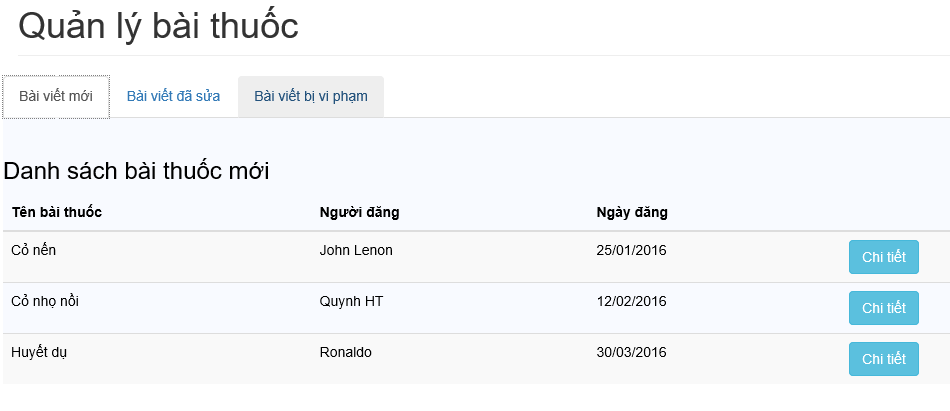 Quản lý bài thuốc
Bài viết mới Bài viết đã sửa Bài viết bị vi phạm
Danh sách bài thuốc mới
Tên bài thuốc Người đăng Ngày đăng
Cỏ nến John Lenon 25/01/2016 Chi tiết
Cỏ nhọ nồi Quynh HT 12/02/2016 Chi tiết
Huyết dụ Ronaldo 30/03/2016 Chi tiết